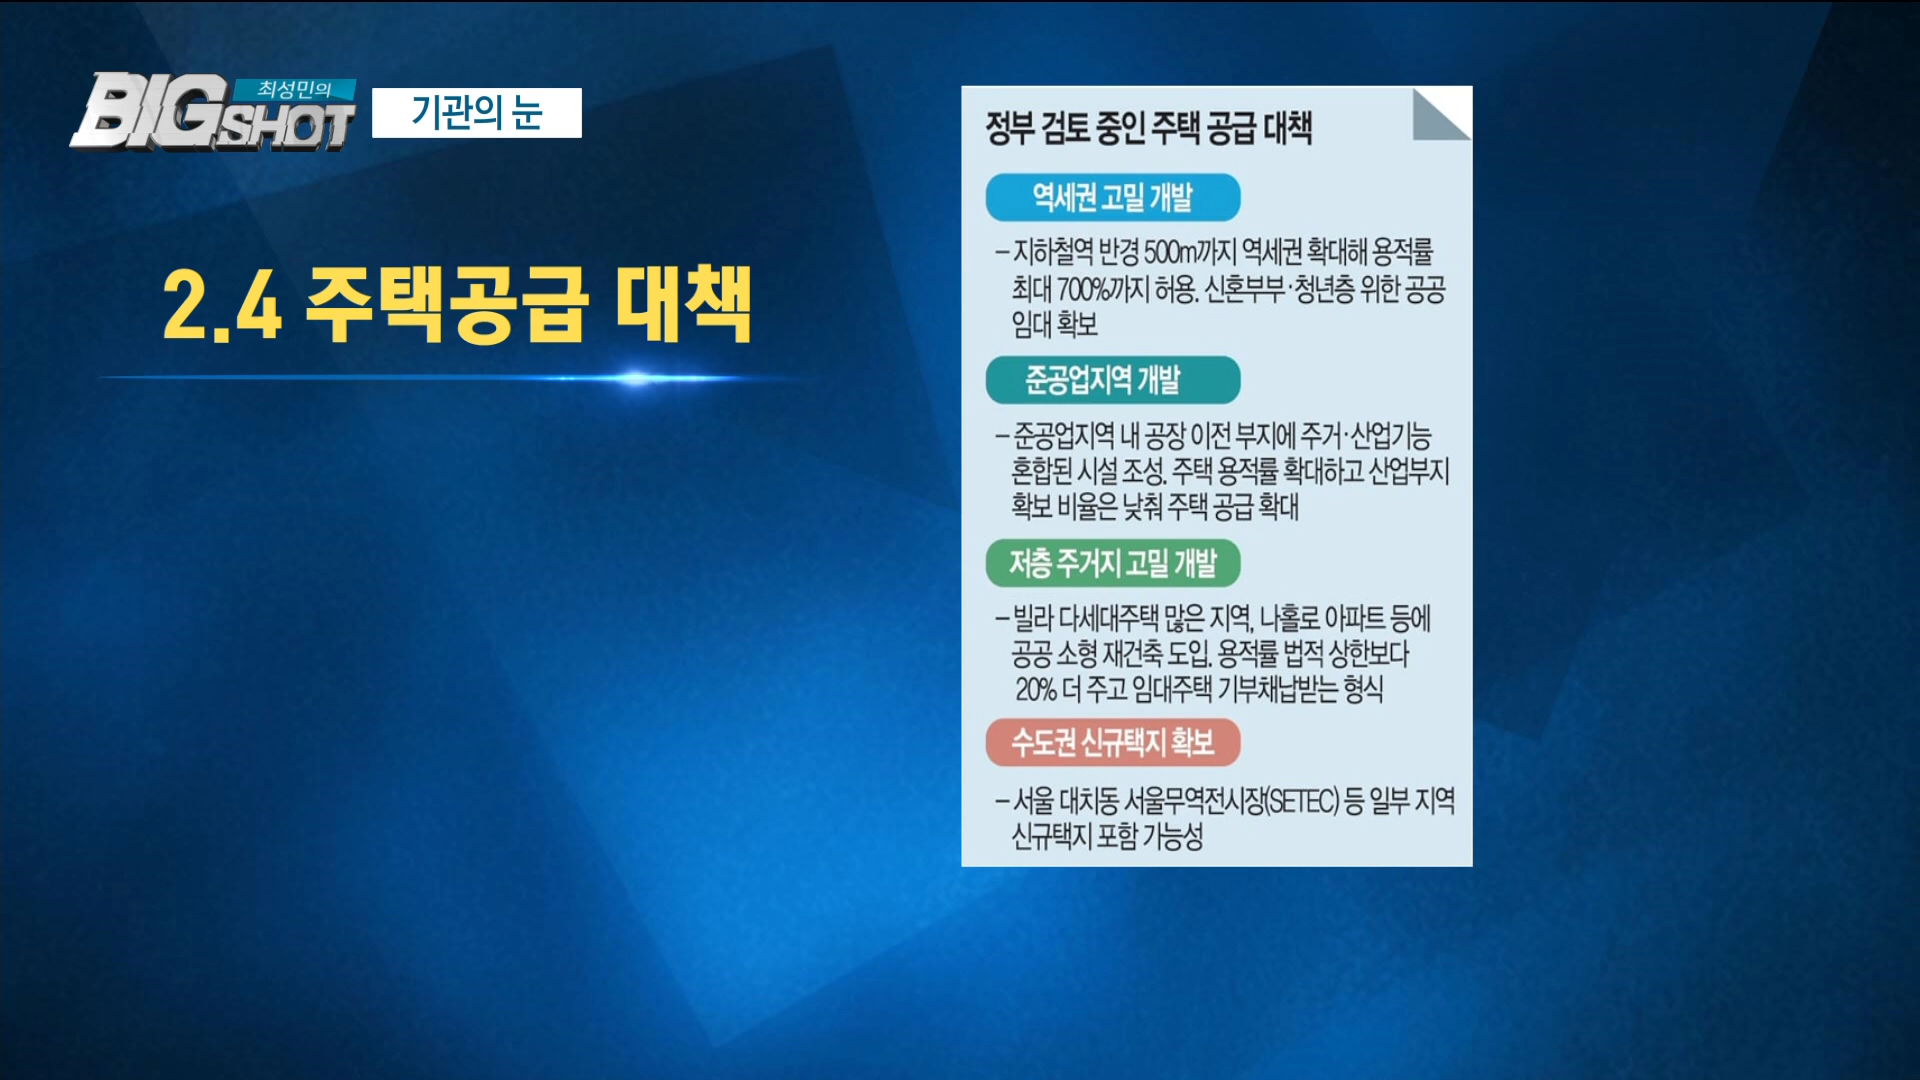 최성민의
BIG SHOT
기관의 눈
2.4 주택공급 대책
정부 검토 중인 주택 공급 대책
역세권 고밀 개발
– 지하철역 반경 500m까지 역세권 확대해 용적률
최대 700%까지 허용. 신혼부부·청년층 위한 공공
임대 확보
준공업지역 개발
– 준공업지역 내 공장 이전 부지에 주거·산업기능
혼합된 시설 조성. 주택 용적률 확대하고 산업부지
확보 비율은 낮춰 주택 공급 확대
저층 주거지 고밀 개발
– 빌라 다세대주택 많은 지역, 나홀로 아파트 등에
공공 소형 재건축 도입. 용적률 법적 상한보다
20% 더 주고 임대주택 기부채납받는 형식
수도권 신규택지 확보
– 서울 대치동 서울무역전시장(SETEC) 등 일부 지역
신규택지 포함 가능성